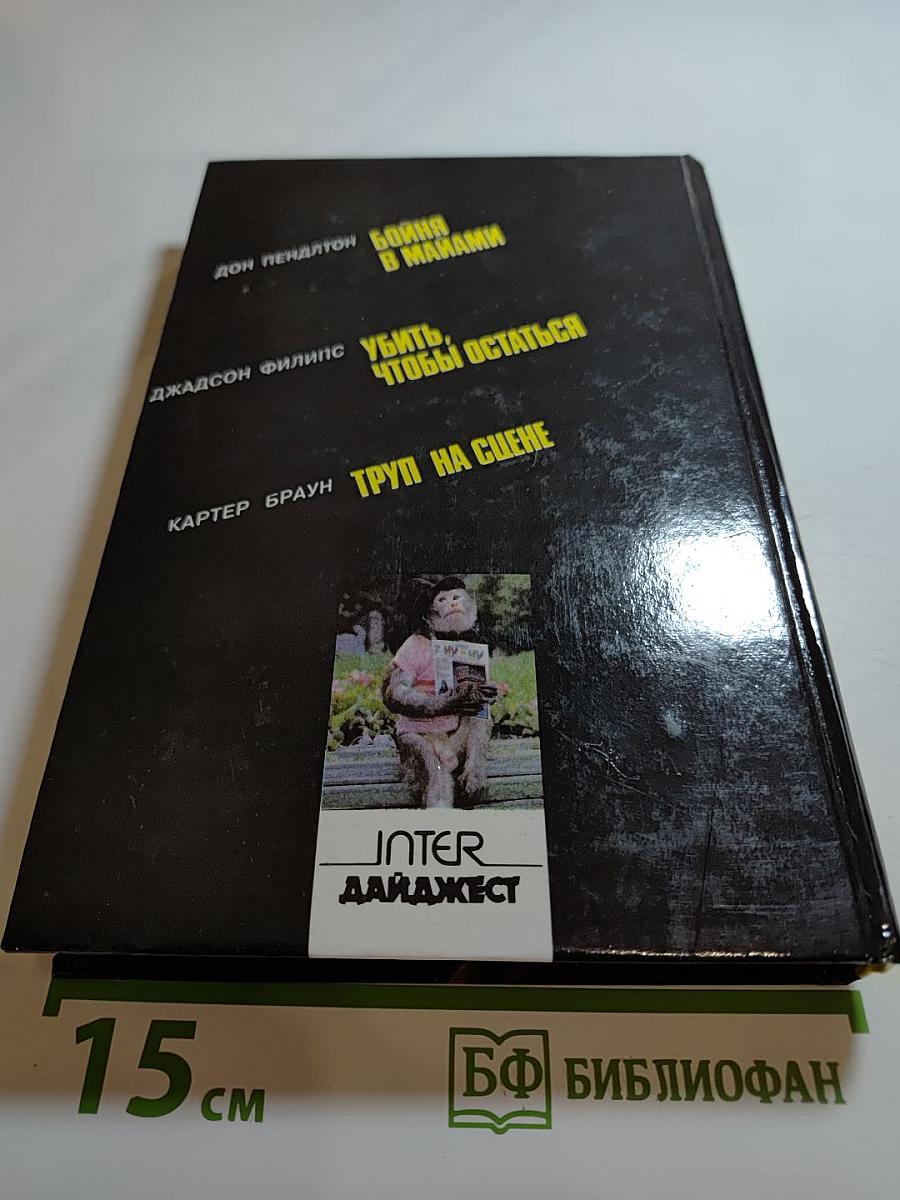 ДОН ПЕНДЛТОН БОЙНЯ
В МАЙАМИ
ДЖАДСОН ФИЛИПС УБИТЬ,
ЧТОБЫ ОСТАТЬСЯ
КАРТЕР БРАУН ТРУП НА СЦЕНЕ
INTER
ДАЙДЖЕСТ
15 см
БФ БИБЛИОФАН